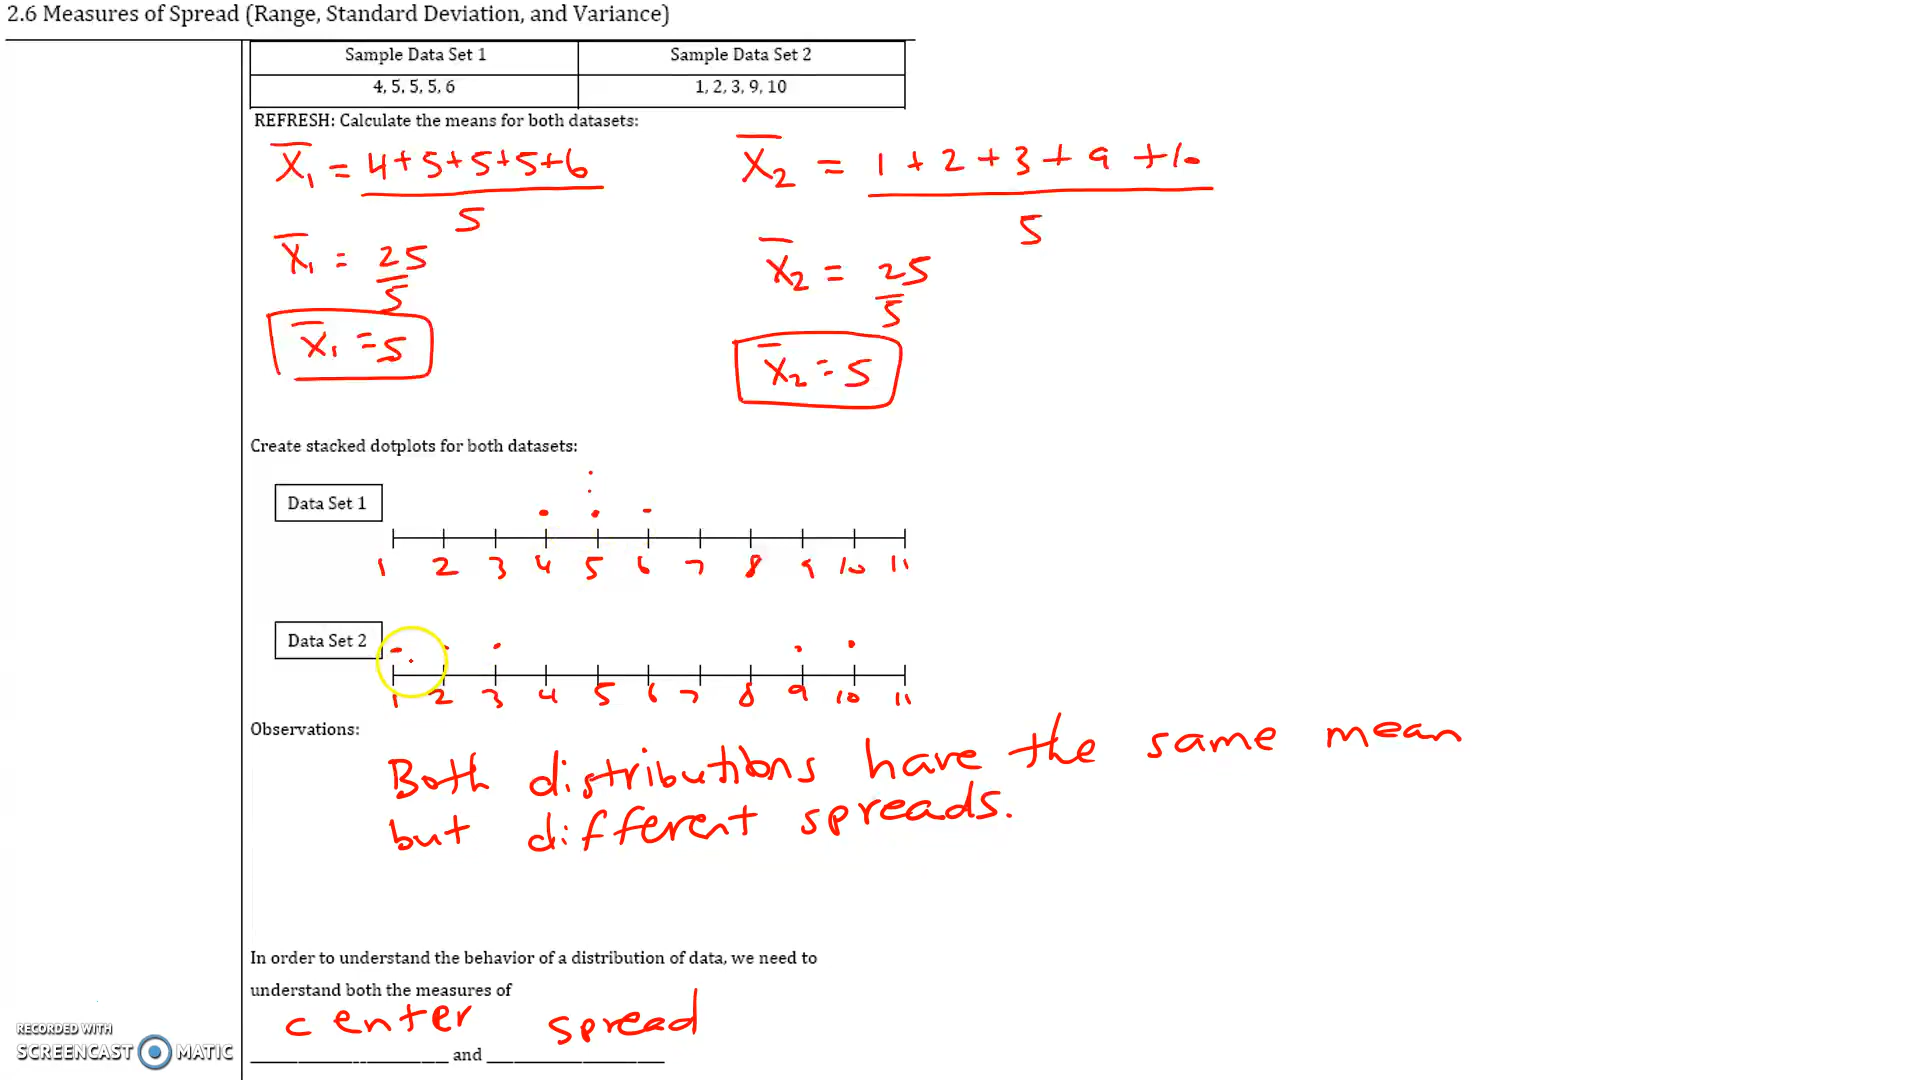 2.6 Measures of Spread (Range, Standard Deviation, and Variance)
Sample Data Set 1 Sample Data Set 2
4, 5, 5, 5, 6 1, 2, 3, 9, 10
REFRESH: Calculate the means for both datasets:
X̄₁ = 4+5+5+5+6 / 5
X̄₂ = 1+2+3+9+10 / 5
X̄₁ = 25/5
X̄₂ = 25/5
X̄₁ = 5
X̄₂ = 5
Create stacked dotplots for both datasets:
Data Set 1
1 2 3 4 5 6 7 8 9 10 11
Data Set 2
1 2 3 4 5 6 7 8 9 10 11
Observations:
Both distributions have the same mean
but different spreads.
In order to understand the behavior of a distribution of data, we need to
understand both the measures of
center spread
____________________ and ____________________
RECORDED WITH
SCREENCAST MATIC